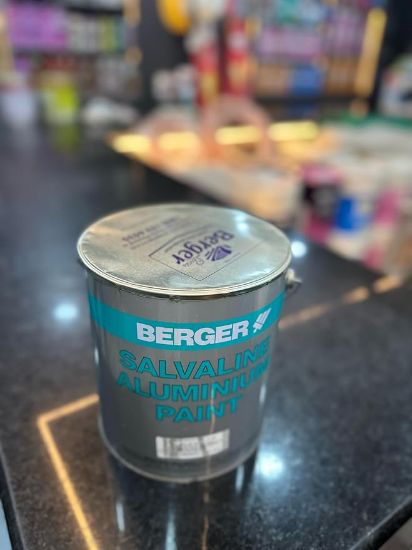 Berger
BERGER
SALVALINE
ALUMINIUM
PAINT